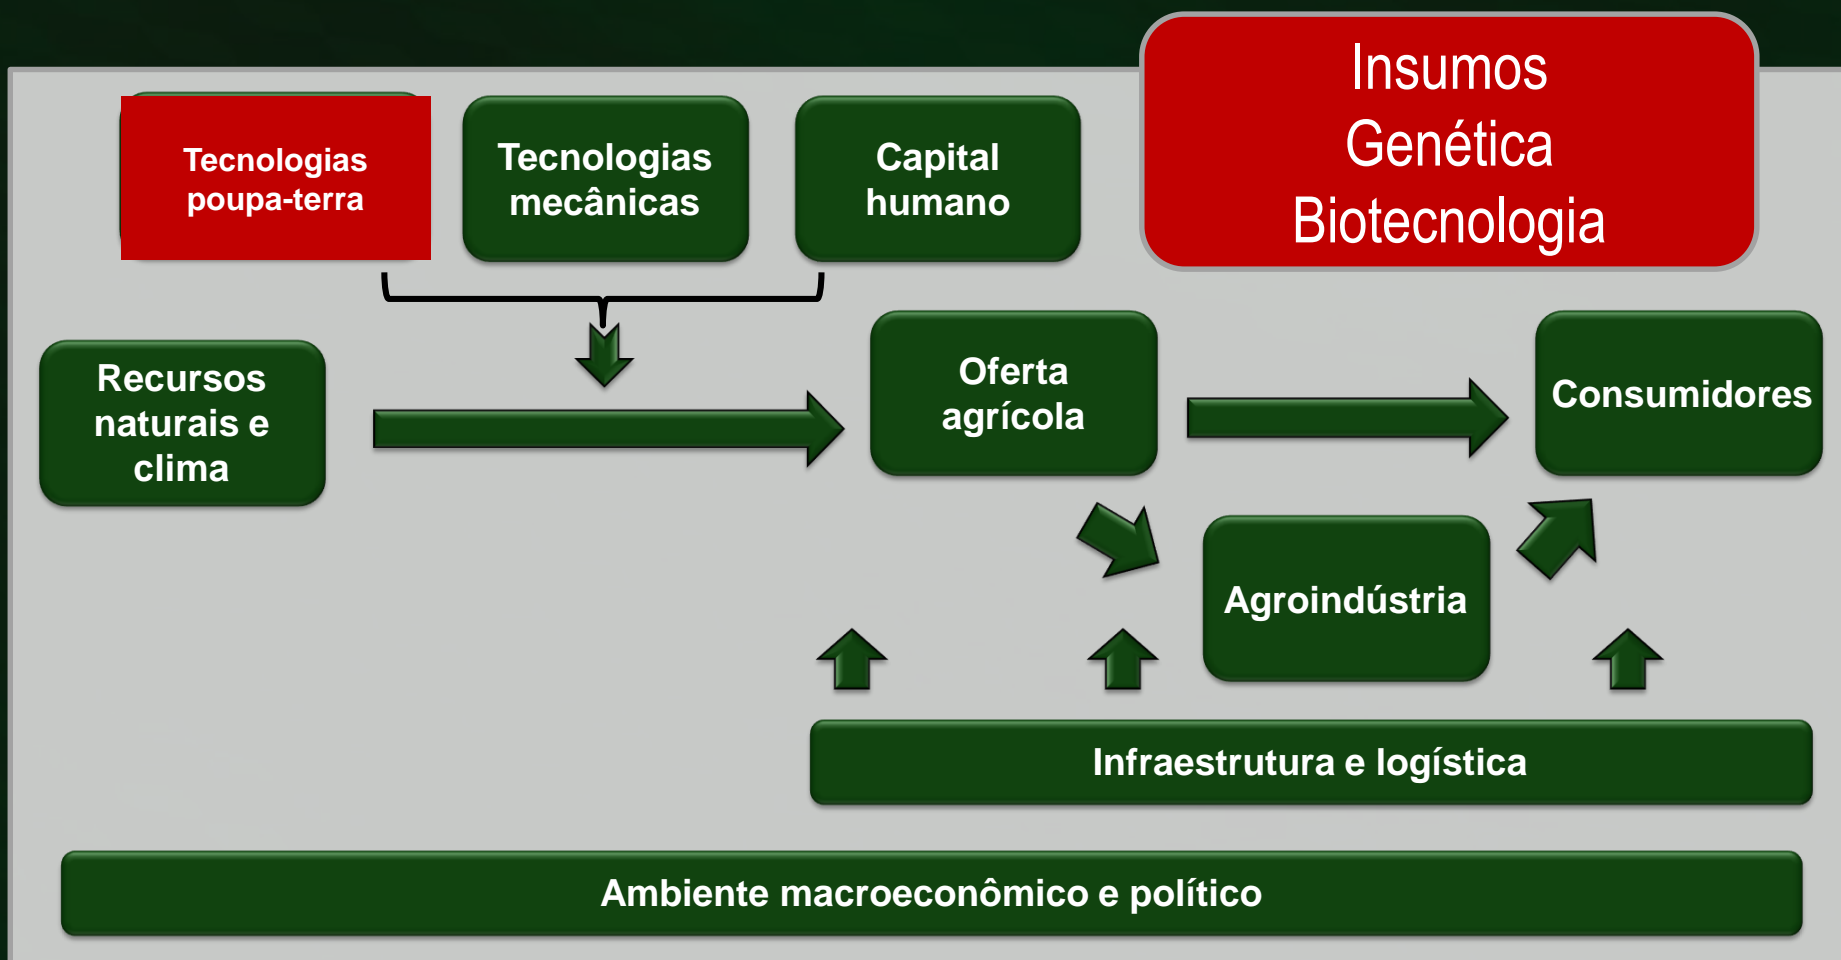 Insumos
Genética
Biotecnologia
Tecnologias
poupa-terra
Tecnologias
mecânicas
Capital
humano
Recursos
naturais e
clima
Oferta
agrícola
Consumidores
Agroindústria
Infraestrutura e logística
Ambiente macroeconômico e político